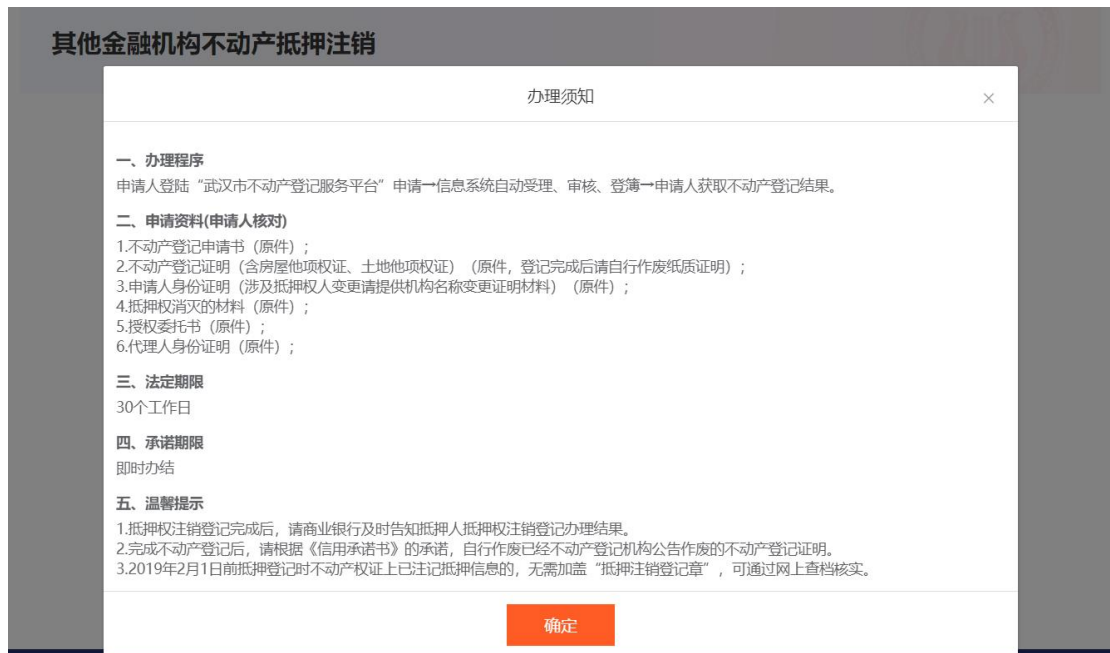 其他金融机构不动产抵押注销
办理须知
×
一、办理程序
申请人登陆“武汉市不动产登记服务平台”申请→信息系统自动受理、审核、登簿→申请人获取不动产登记结果。
二、申请资料(申请人核对)
1.不动产登记申请书（原件）;
2.不动产登记证明（含房屋他项权证、土地他项权证）（原件，登记完成后请自行作废纸质证明）;
3.申请人身份证明（涉及抵押权人变更请提供机构名称变更证明材料）（原件）;
4.抵押权消灭的材料（原件）;
5.授权委托书（原件）;
6.代理人身份证明（原件）;
三、法定期限
30个工作日
四、承诺期限
即时办结
五、温馨提示
1.抵押权注销登记完成后，请商业银行及时告知抵押人抵押权注销登记办理结果。
2.完成不动产登记后，请根据《信用承诺书》的承诺，自行作废已经不动产登记机构公告作废的不动产登记证明。
3.2019年2月1日前抵押登记时不动产权证上已注记抵押信息的，无需加盖“抵押注销登记章”，可通过网上查档核实。
确定